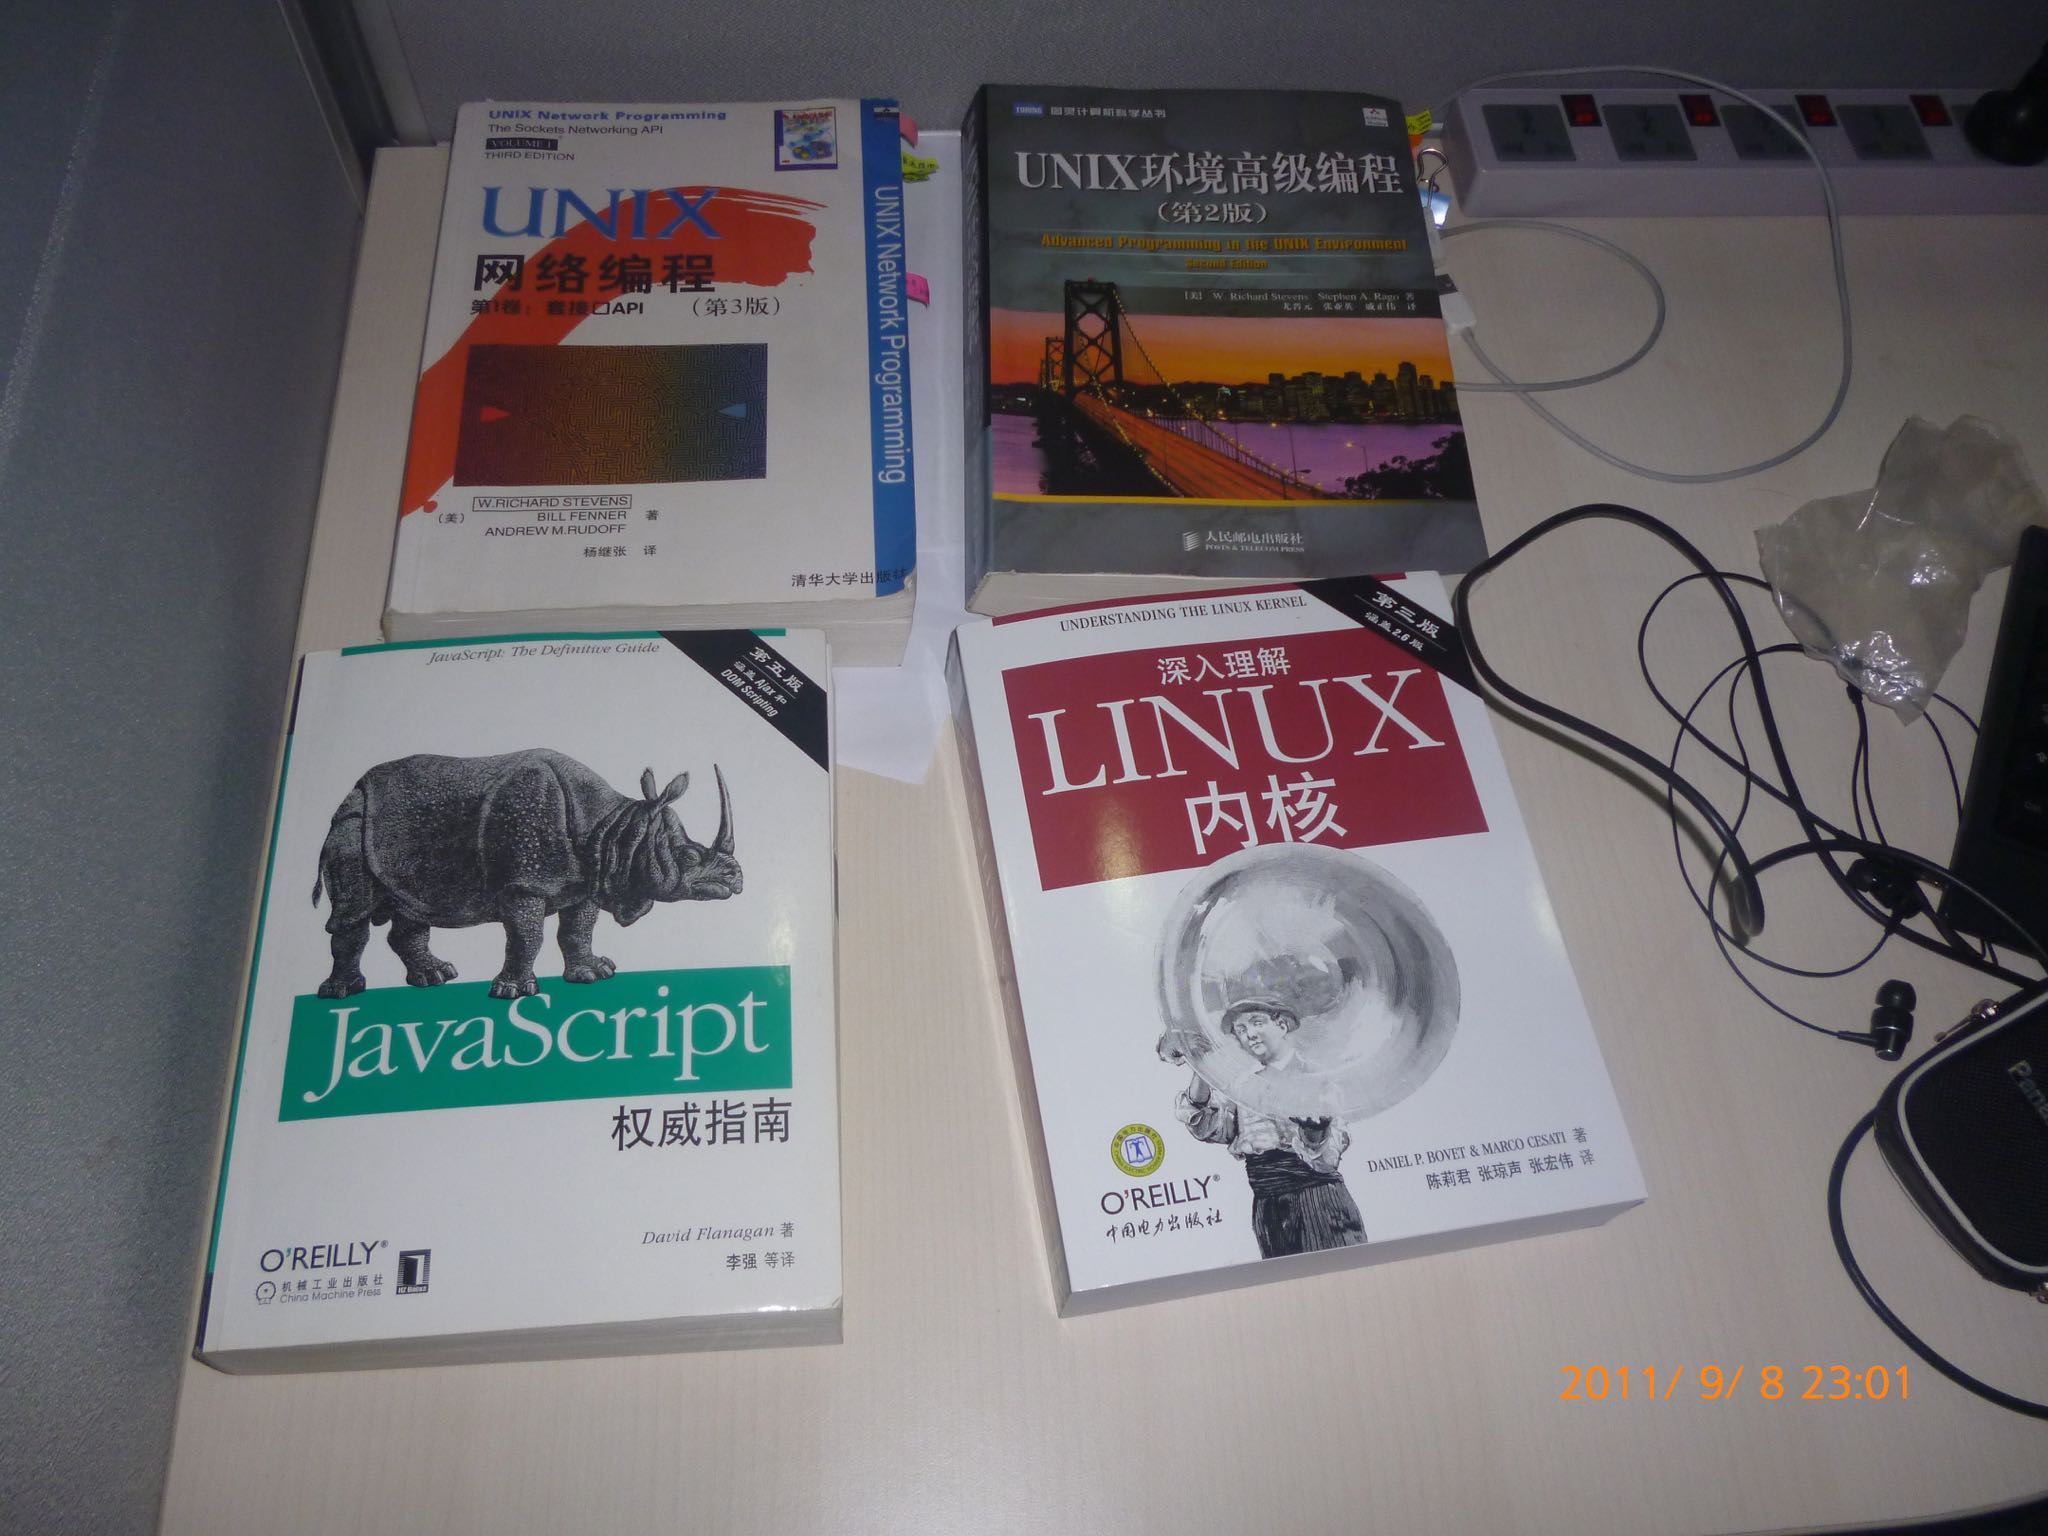 UNIX Network Programming
The Sockets Networking API
VOLUME 1
THIRD EDITION
UNIX
网络编程
第1卷：套接口API （第3版）
W.RICHARD STEVENS
（美） BILL FENNER 著
ANDREW M.RUDOFF
杨继张 译
清华大学出版社
UNIX Network Programming
TURING 图灵计算机科学丛书
UNIX环境高级编程
（第2版）
Advanced Programming in the UNIX Environment
Second Edition
[美] W. Richard Stevens Stephen A. Rago 著
尤晋元 张亚英 戚正伟 译
人民邮电出版社
POSTS & TELECOM PRESS
JavaScript: The Definitive Guide
第五版
涵盖 Ajax 和
DOM Scripting
JavaScript
权威指南
David Flanagan 著
李强 等译
O'REILLY®
机械工业出版社
China Machine Press
HZ Books
UNDERSTANDING THE LINUX KERNEL
第三版
涵盖 2.6 版
深入理解
LINUX
内核
DANIEL P. BOVET & MARCO CESATI 著
陈莉君 张琼声 张宏伟 译
O'REILLY®
中国电力出版社
Pana
2011/ 9/ 8 23:01